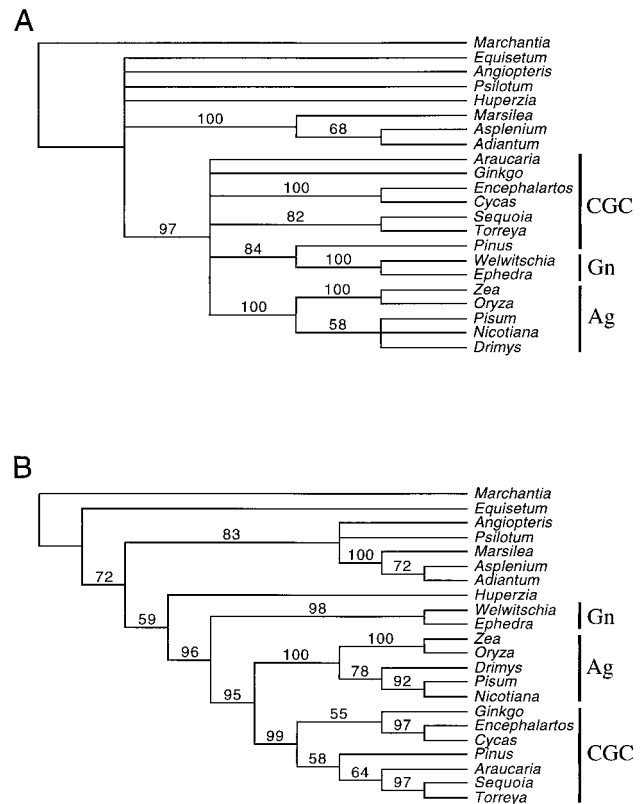 A
Marchantia
Equisetum
Angiopteris
Psilotum
Huperzia
100
Marsilea
68
Asplenium
Adiantum
97
Araucaria
Ginkgo
100
Encephalartos
Cycas
82
Sequoia
Torreya
CGC
84
Pinus
100
Welwitschia
Ephedra
Gn
100
100
Zea
Oryza
58
Pisum
Nicotiana
Drimys
Ag
B
Marchantia
Equisetum
72
83
Angiopteris
Psilotum
100
Marsilea
72
Asplenium
Adiantum
59
Huperzia
96
98
Welwitschia
Ephedra
Gn
95
100
100
Zea
Oryza
78
Drimys
92
Pisum
Nicotiana
Ag
99
55
Ginkgo
97
Encephalartos
Cycas
58
Pinus
64
Araucaria
97
Sequoia
Torreya
CGC